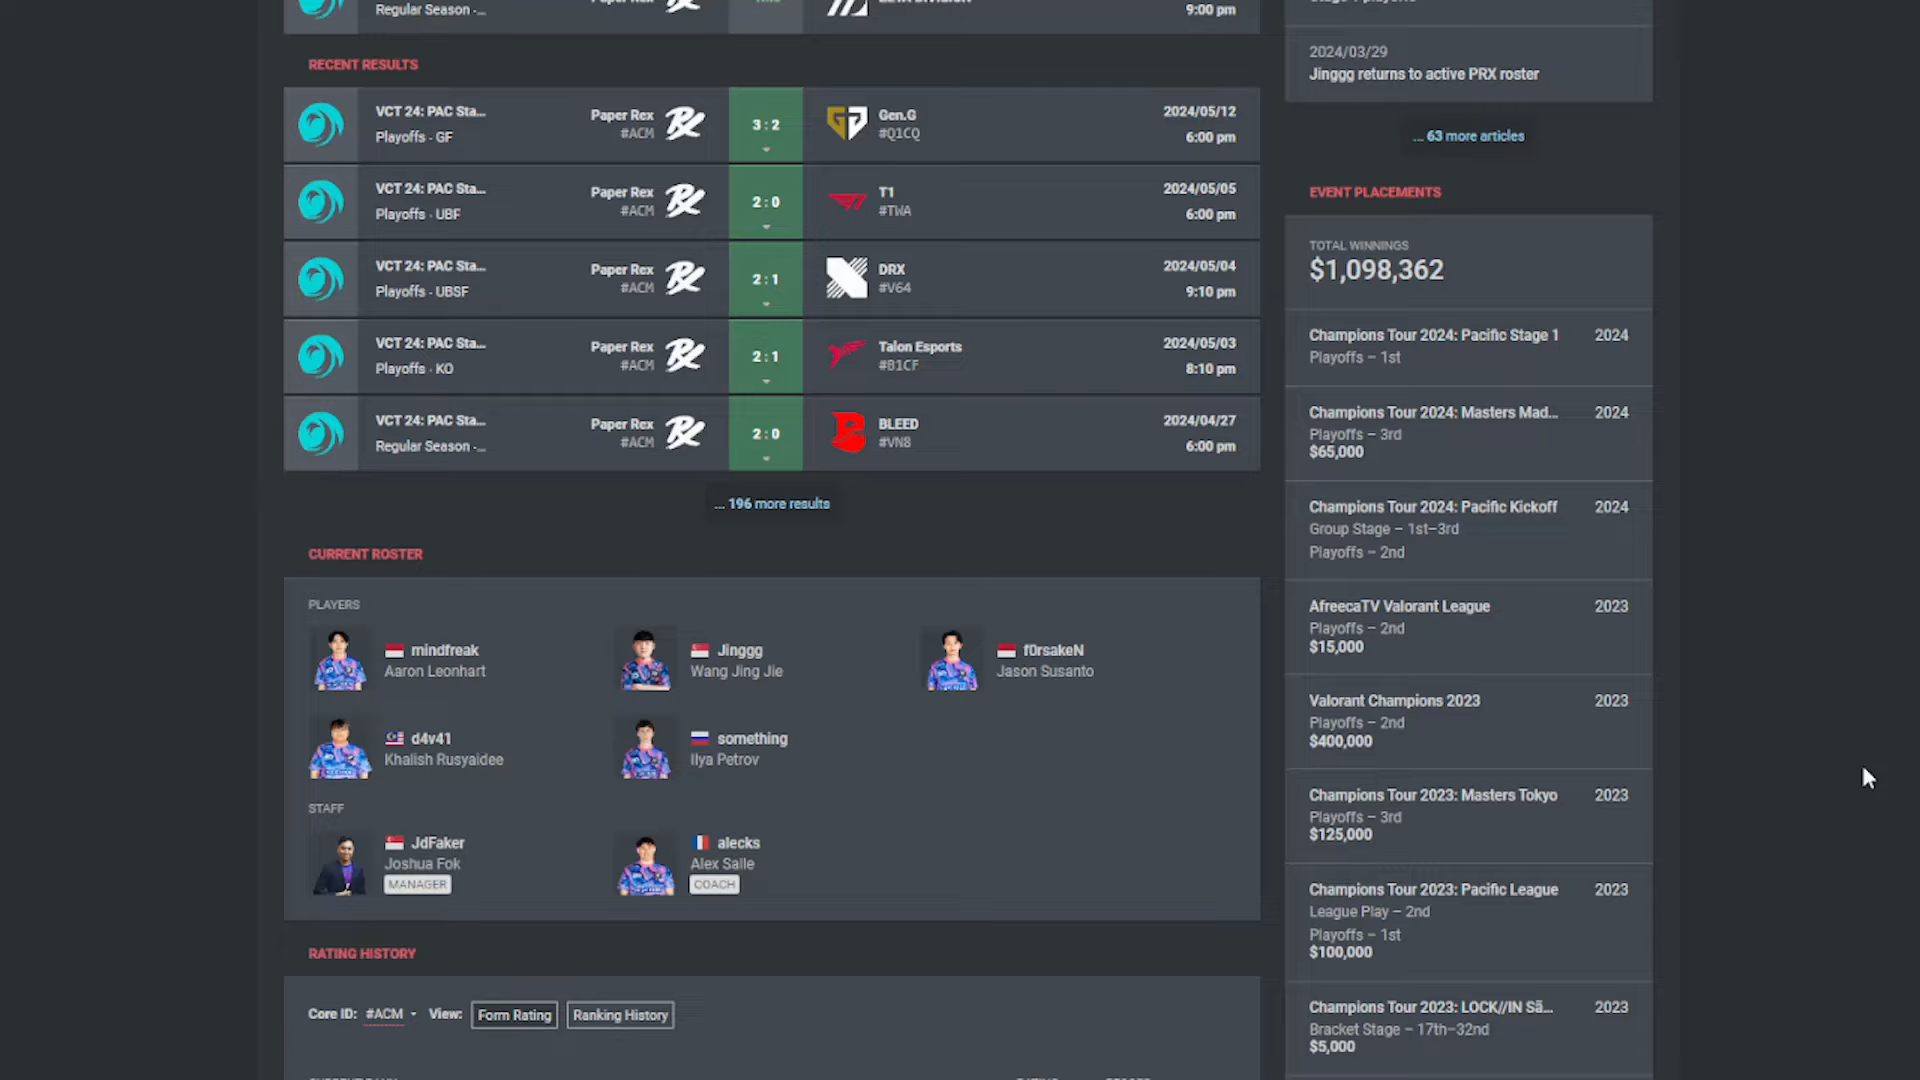 Regular Season -...
9:00 pm
RECENT RESULTS
VCT 24: PAC Sta...
Playoffs - GF
Paper Rex
#ACM
3 : 2
Gen.G
#Q1CQ
2024/05/12
6:00 pm
VCT 24: PAC Sta...
Playoffs - UBF
Paper Rex
#ACM
2 : 0
T1
#TWA
2024/05/05
6:00 pm
VCT 24: PAC Sta...
Playoffs - UBSF
Paper Rex
#ACM
2 : 1
DRX
#V64
2024/05/04
9:10 pm
VCT 24: PAC Sta...
Playoffs - KO
Paper Rex
#ACM
2 : 1
Talon Esports
#B1CF
2024/05/03
8:10 pm
VCT 24: PAC Sta...
Regular Season -...
Paper Rex
#ACM
2 : 0
BLEED
#VN8
2024/04/27
6:00 pm
... 196 more results
CURRENT ROSTER
PLAYERS
mindfreak
Aaron Leonhart
Jinggg
Wang Jing Jie
f0rsakeN
Jason Susanto
d4v41
Khalish Rusyaidee
something
Ilya Petrov
STAFF
JdFaker
Joshua Fok
MANAGER
alecks
Alex Salle
COACH
RATING HISTORY
Core ID: #ACM View: Form Rating Ranking History
2024/03/29
Jinggg returns to active PRX roster
... 63 more articles
EVENT PLACEMENTS
TOTAL WINNINGS
$1,098,362
Champions Tour 2024: Pacific Stage 1 2024
Playoffs – 1st
Champions Tour 2024: Masters Mad... 2024
Playoffs – 3rd
$65,000
Champions Tour 2024: Pacific Kickoff 2024
Group Stage – 1st–3rd
Playoffs – 2nd
AfreecaTV Valorant League 2023
Playoffs – 2nd
$15,000
Valorant Champions 2023 2023
Playoffs – 2nd
$400,000
Champions Tour 2023: Masters Tokyo 2023
Playoffs – 3rd
$125,000
Champions Tour 2023: Pacific League 2023
League Play – 2nd
Playoffs – 1st
$100,000
Champions Tour 2023: LOCK//IN Sã... 2023
Bracket Stage – 17th–32nd
$5,000